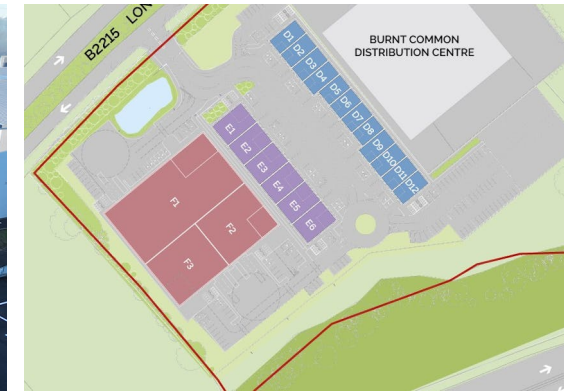 B2215 LON
BURNT COMMON
DISTRIBUTION CENTRE
D1
D2
D3
D4
D5
D6
D7
D8
D9
D10
D11
D12
E1
E2
E3
E4
E5
E6
F1
F2
F3